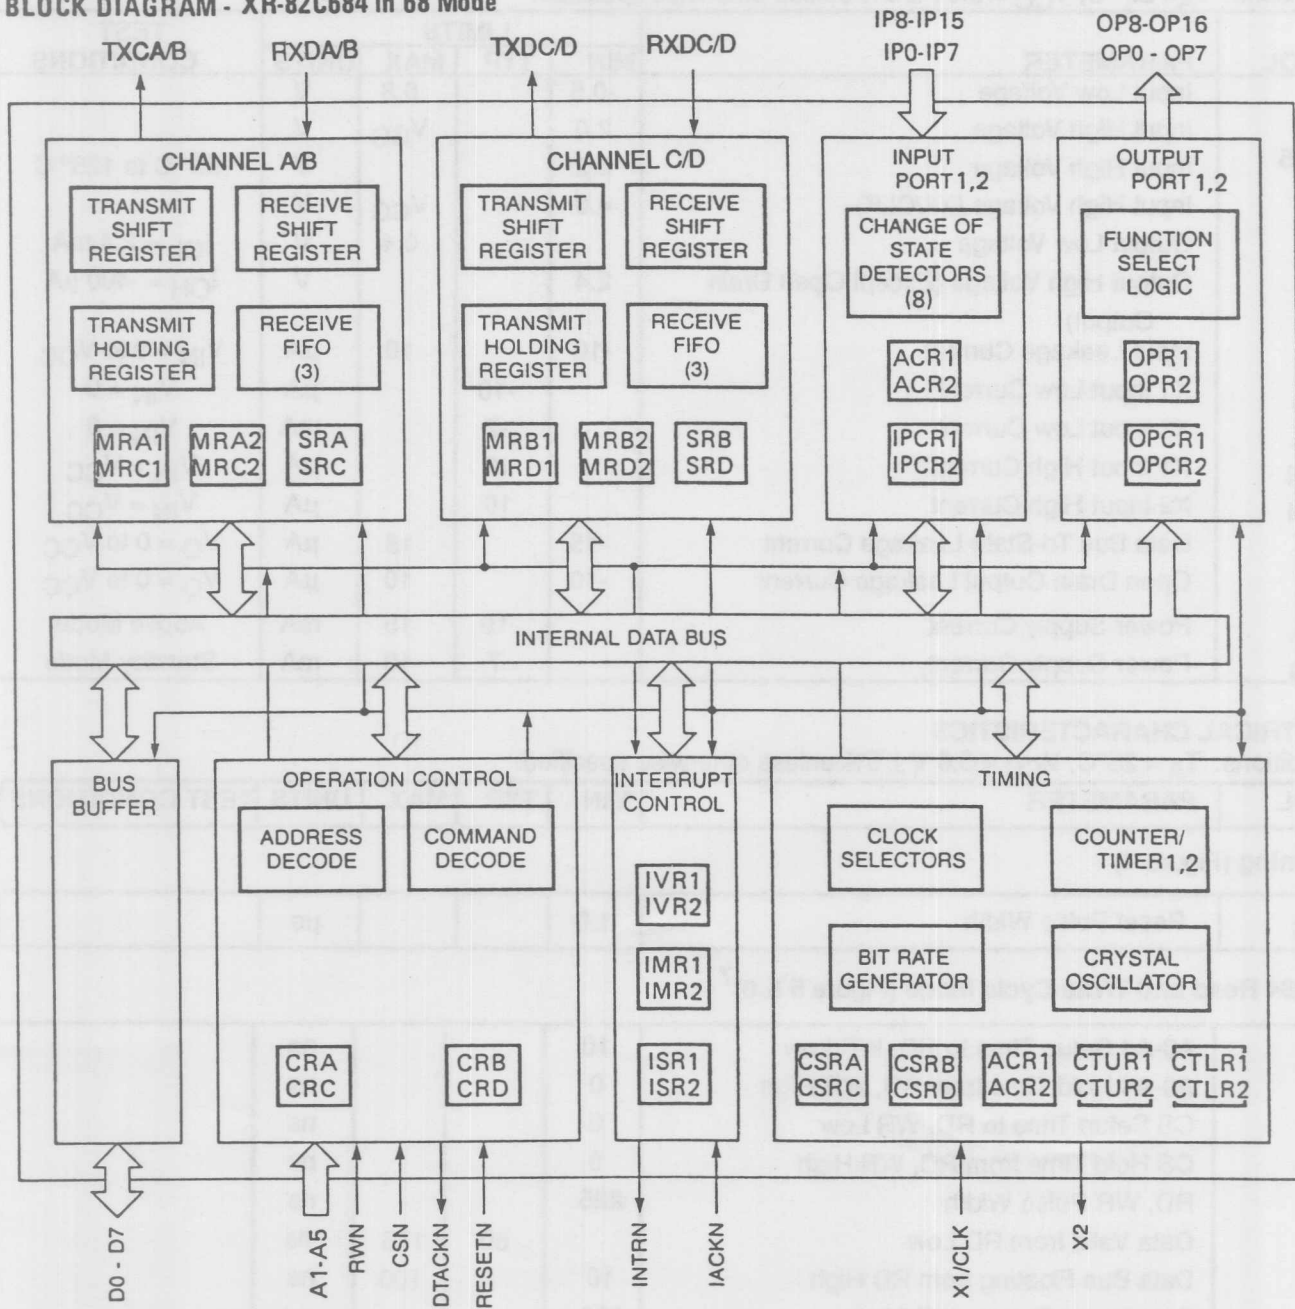 BLOCK DIAGRAM - XR-82C684 in 68 Mode
TXCA/B
RXDA/B
TXDC/D
RXDC/D
IP8-IP15
IP0-IP7
OP8-OP16
OP0 - OP7
CHANNEL A/B
TRANSMIT
SHIFT
REGISTER
RECEIVE
SHIFT
REGISTER
TRANSMIT
HOLDING
REGISTER
RECEIVE
FIFO
(3)
MRA1
MRC1
MRA2
MRC2
SRA
SRC
CHANNEL C/D
TRANSMIT
SHIFT
REGISTER
RECEIVE
SHIFT
REGISTER
TRANSMIT
HOLDING
REGISTER
RECEIVE
FIFO
(3)
MRB1
MRD1
MRB2
MRD2
SRB
SRD
INPUT
PORT 1,2
CHANGE OF
STATE
DETECTORS
(8)
ACR1
ACR2
IPCR1
IPCR2
OUTPUT
PORT 1,2
FUNCTION
SELECT
LOGIC
OPR1
OPR2
OPCR1
OPCR2
INTERNAL DATA BUS
BUS
BUFFER
OPERATION CONTROL
ADDRESS
DECODE
COMMAND
DECODE
CRA
CRC
CRB
CRD
INTERRUPT
CONTROL
IVR1
IVR2
IMR1
IMR2
ISR1
ISR2
TIMING
CLOCK
SELECTORS
COUNTER/
TIMER 1,2
BIT RATE
GENERATOR
CRYSTAL
OSCILLATOR
CSRA
CSRC
CSRB
CSRD
ACR1
ACR2
CTUR1
CTUR2
CTLR1
CTLR2
D0 - D7
A1 - A5
RWN
CSN
DTACKN
RESETN
INTRN
IACKN
X1/CLK
X2